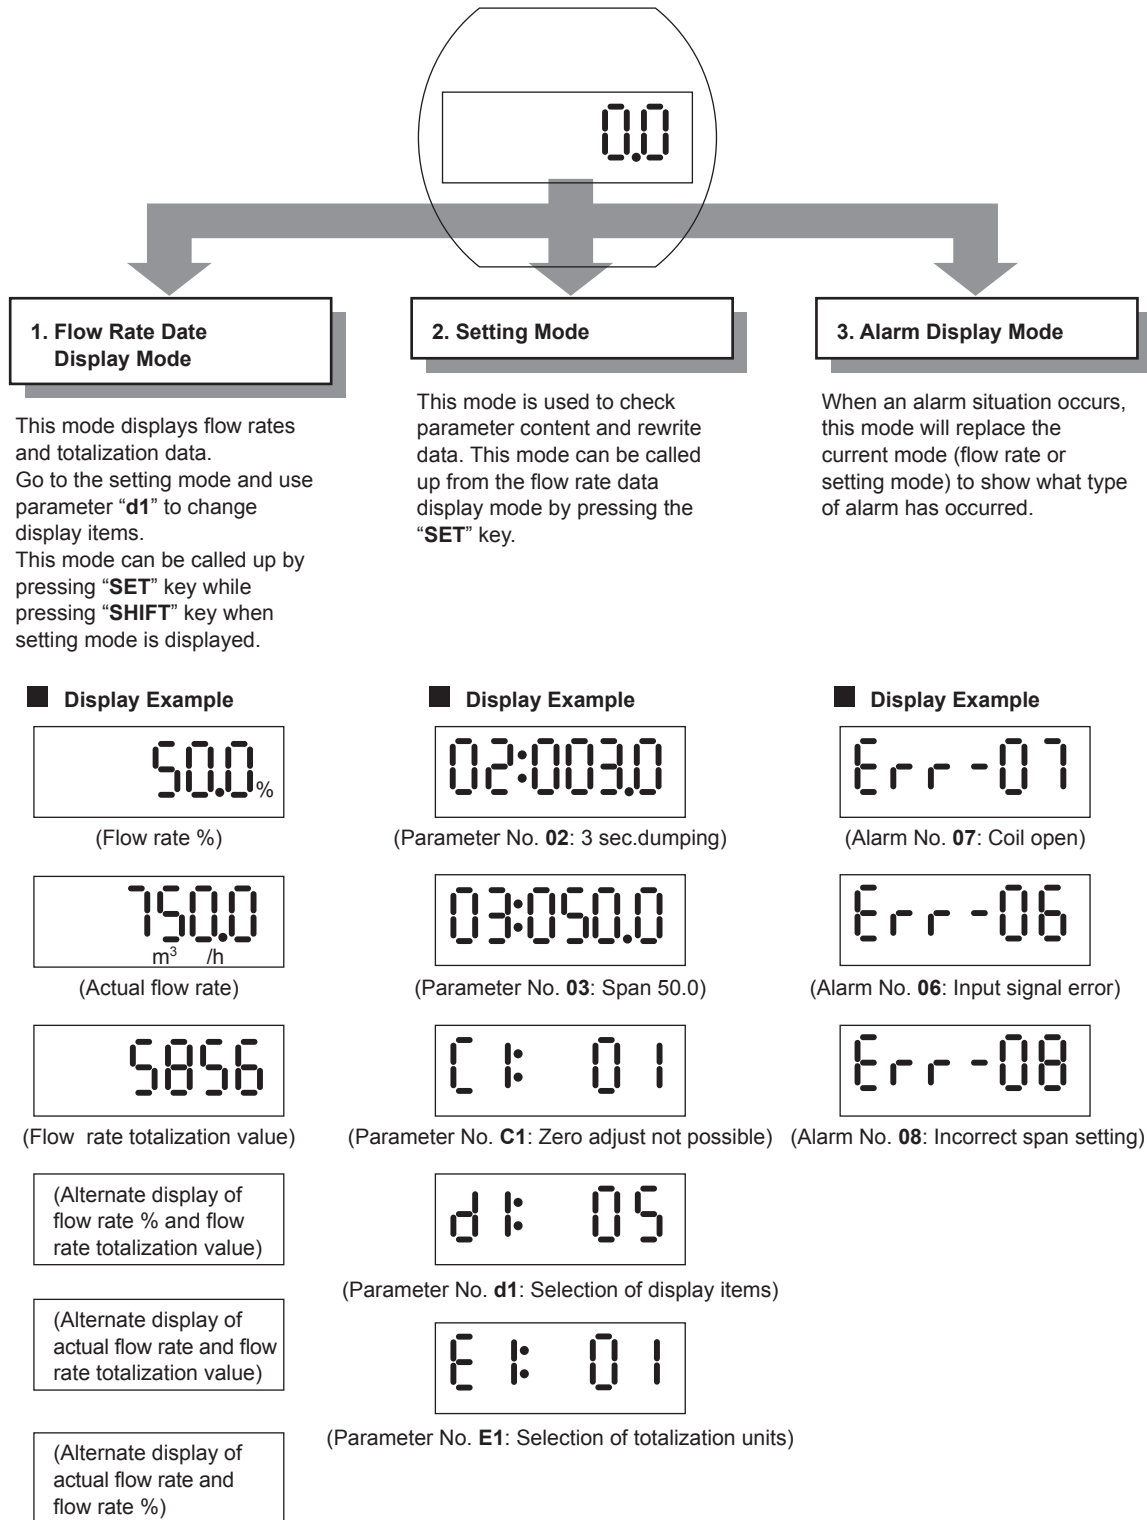 0.0
1. Flow Rate Date
Display Mode
This mode displays flow rates
and totalization data.
Go to the setting mode and use
parameter “d1” to change
display items.
This mode can be called up by
pressing “SET” key while
pressing “SHIFT” key when
setting mode is displayed.
■ Display Example
50.0%
(Flow rate %)
750.0
m³ /h
(Actual flow rate)
5856
(Flow rate totalization value)
(Alternate display of
flow rate % and flow
rate totalization value)
(Alternate display of
actual flow rate and flow
rate totalization value)
(Alternate display of
actual flow rate and
flow rate %)
2. Setting Mode
This mode is used to check
parameter content and rewrite
data. This mode can be called
up from the flow rate data
display mode by pressing the
“SET” key.
■ Display Example
02:003.0
(Parameter No. 02: 3 sec.dumping)
03:050.0
(Parameter No. 03: Span 50.0)
C1: 01
(Parameter No. C1: Zero adjust not possible)
d1: 05
(Parameter No. d1: Selection of display items)
E1: 01
(Parameter No. E1: Selection of totalization units)
3. Alarm Display Mode
When an alarm situation occurs,
this mode will replace the
current mode (flow rate or
setting mode) to show what type
of alarm has occurred.
■ Display Example
Err-07
(Alarm No. 07: Coil open)
Err-06
(Alarm No. 06: Input signal error)
Err-08
(Alarm No. 08: Incorrect span setting)